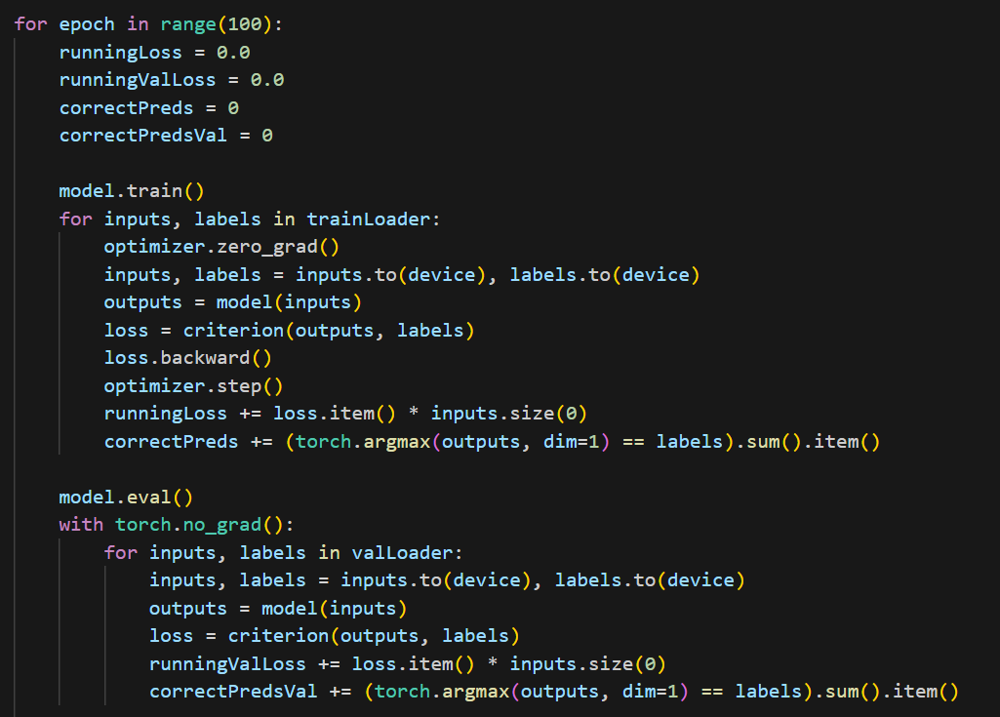 for epoch in range(100):
    runningLoss = 0.0
    runningValLoss = 0.0
    correctPreds = 0
    correctPredsVal = 0

    model.train()
    for inputs, labels in trainLoader:
        optimizer.zero_grad()
        inputs, labels = inputs.to(device), labels.to(device)
        outputs = model(inputs)
        loss = criterion(outputs, labels)
        loss.backward()
        optimizer.step()
        runningLoss += loss.item() * inputs.size(0)
        correctPreds += (torch.argmax(outputs, dim=1) == labels).sum().item()

    model.eval()
    with torch.no_grad():
        for inputs, labels in valLoader:
            inputs, labels = inputs.to(device), labels.to(device)
            outputs = model(inputs)
            loss = criterion(outputs, labels)
            runningValLoss += loss.item() * inputs.size(0)
            correctPredsVal += (torch.argmax(outputs, dim=1) == labels).sum().item()